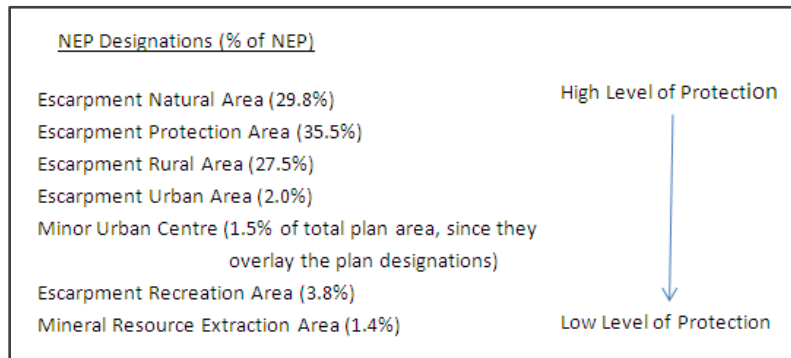 NEP Designations (% of NEP)
Escarpment Natural Area (29.8%)
Escarpment Protection Area (35.5%)
Escarpment Rural Area (27.5%)
Escarpment Urban Area (2.0%)
Minor Urban Centre (1.5% of total plan area, since they
overlay the plan designations)
Escarpment Recreation Area (3.8%)
Mineral Resource Extraction Area (1.4%)
High Level of Protection
Low Level of Protection